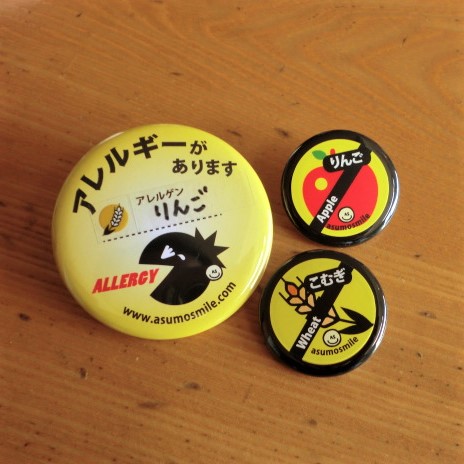 アレルギーが
あります
アレルゲン
りんご
ALLERGY
www.asumosmile.com
りんご
Apple
asumosmile
こむぎ
Wheat
asumosmile